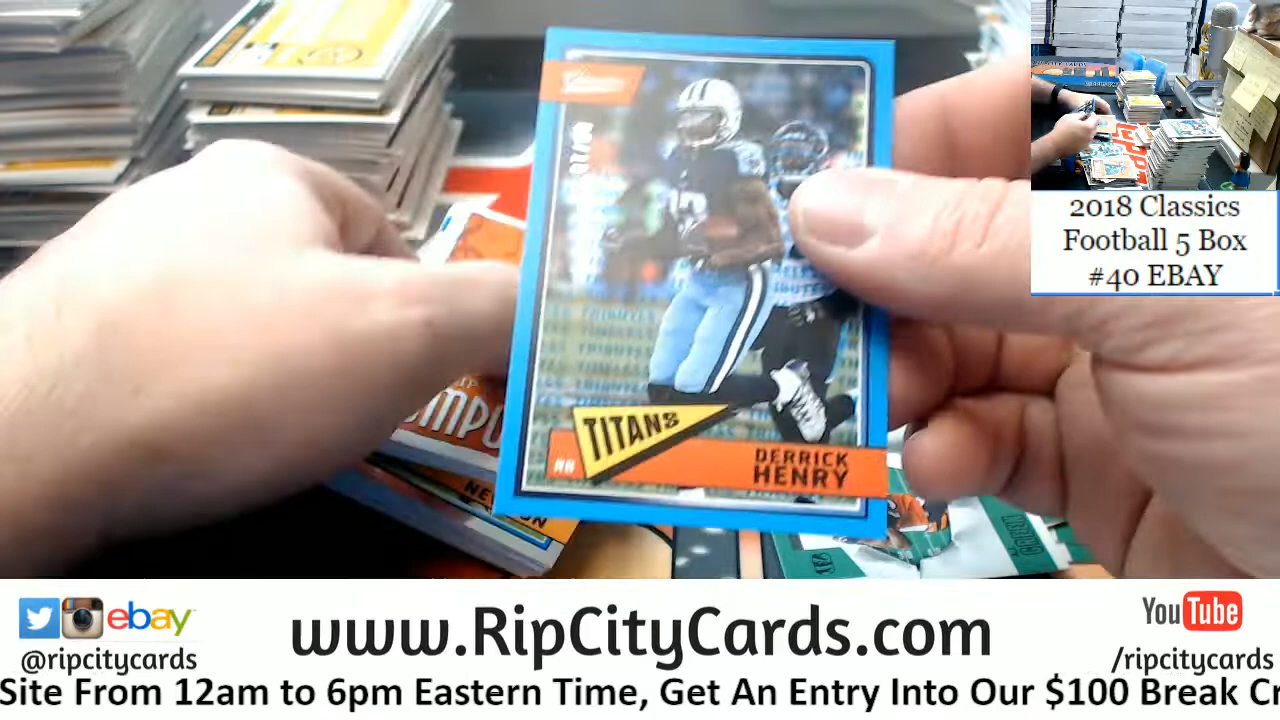 TITANS
RB
DERRICK
HENRY
2018 Classics
Football 5 Box
#40 EBAY
ebay
@ripcitycards
www.RipCityCards.com
YouTube
/ripcitycards
Site From 12am to 6pm Eastern Time, Get An Entry Into Our $100 Break Cr